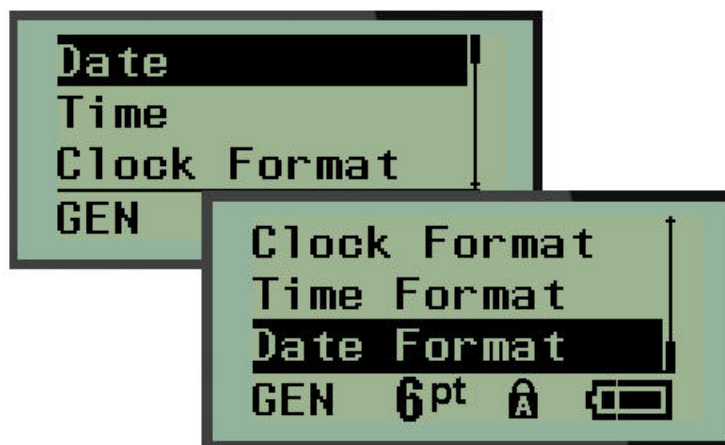 Date
Time
Clock Format
GEN
Clock Format
Time Format
Date Format
GEN 6pt A